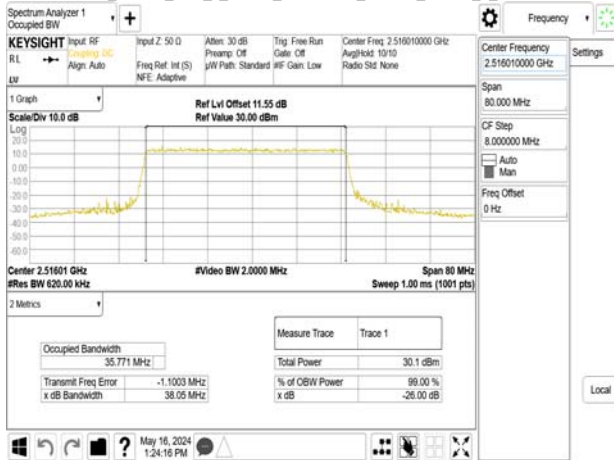 Spectrum Analyzer 1
Occupied BW
+
Frequency
KEYSIGHT Input: RF
Coupling: DC
Align: Auto
RL
Input Z: 50 Ω
Freq Ref: Int (S)
NFE: Adaptive
Atten: 30 dB
Preamp: Off
µW Path: Standard
Trig: Free Run
Gate: Off
#IF Gain: Low
Center Freq: 2.516010000 GHz
Avg|Hold: 10/10
Radio Std: None
Center Frequency
2.516010000 GHz
Settings
Span
80.000 MHz
CF Step
8.000000 MHz
Auto
Man
Freq Offset
0 Hz
Local
1 Graph
Scale/Div 10.0 dB
Ref Lvl Offset 11.55 dB
Ref Value 30.00 dBm
Log
20.0
10.0
0.00
-10.0
-20.0
-30.0
-40.0
-50.0
-60.0
Center 2.51601 GHz
#Res BW 620.00 kHz
#Video BW 2.0000 MHz
Span 80 MHz
Sweep 1.00 ms (1001 pts)
2 Metrics
Measure Trace Trace 1
Occupied Bandwidth
35.771 MHz
Total Power 30.1 dBm
Transmit Freq Error -1.1003 MHz
% of OBW Power 99.00 %
x dB Bandwidth 38.05 MHz
x dB -26.00 dB
?
May 16, 2024
1:24:16 PM